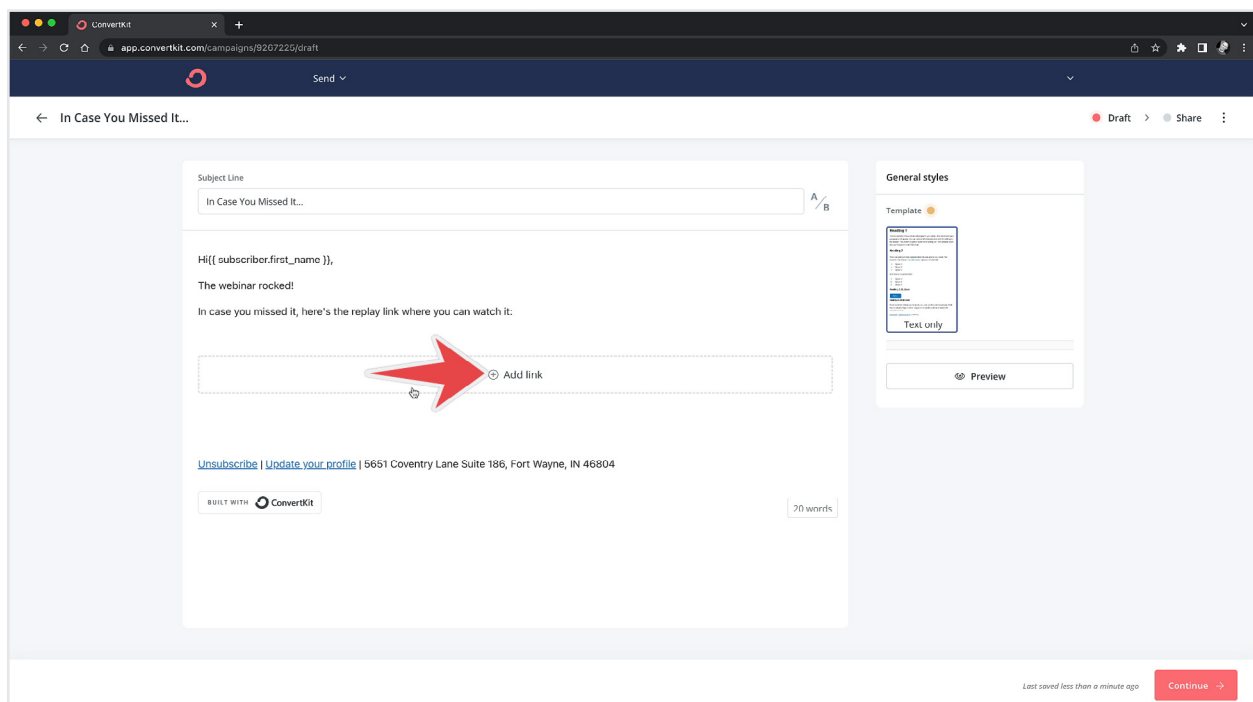 ConvertKit
app.convertkit.com/campaigns/9267225/draft
Send
In Case You Missed It...
Draft
Share
Subject Line
In Case You Missed It...
A/B
General styles
Template
Heading 1
Text only
Hi{{ subscriber.first_name }},
The webinar rocked!
In case you missed it, here's the replay link where you can watch it:
Add link
Preview
Unsubscribe | Update your profile | 5651 Coventry Lane Suite 186, Fort Wayne, IN 46804
BUILT WITH ConvertKit
20 words
Last saved less than a minute ago
Continue